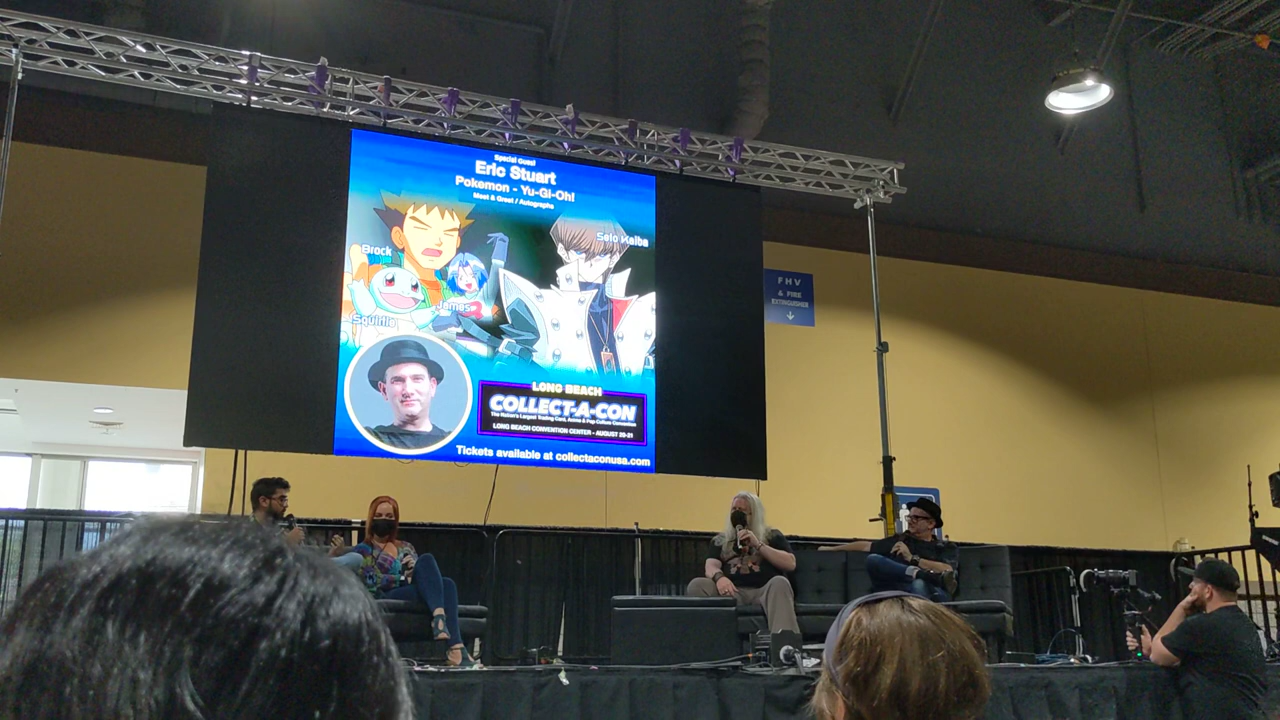 Special Guest
Eric Stuart
Pokemon - Yu-Gi-Oh!
Meet & Greet / Autographs
Seto Kaiba
Brock
James
Squirtle
LONG BEACH
COLLECT-A-CON
The Nation's Largest Trading Card, Anime & Pop Culture Convention
LONG BEACH CONVENTION CENTER - AUGUST 20-21
Tickets available at collectaconusa.com
FHV
& FIRE
EXTINGUISHER